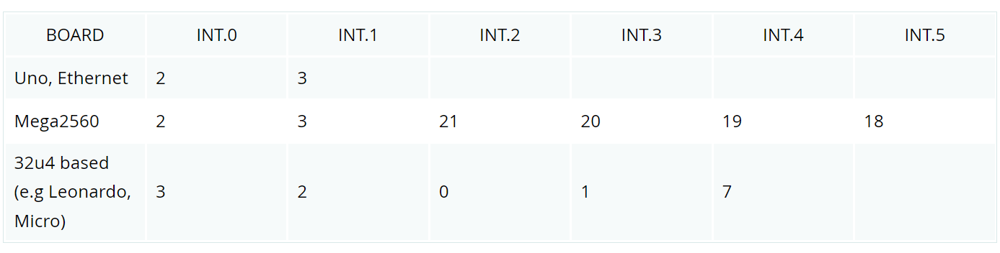 BOARD INT.0 INT.1 INT.2 INT.3 INT.4 INT.5
Uno, Ethernet 2 3
Mega2560 2 3 21 20 19 18
32u4 based
(e.g Leonardo, 3 2 0 1 7
Micro)